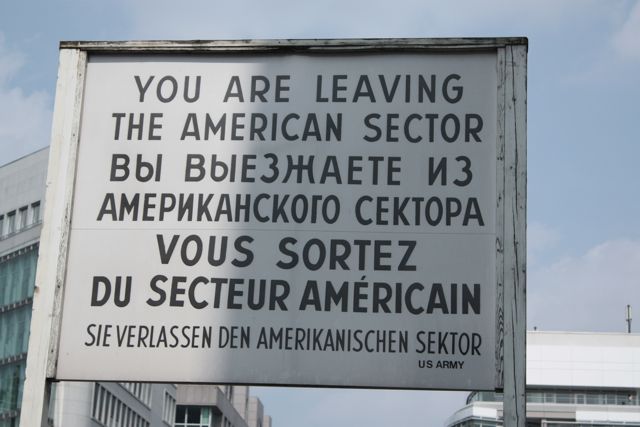 YOU ARE LEAVING
THE AMERICAN SECTOR
ВЫ ВЫЕЗЖАЕТЕ ИЗ
АМЕРИКАНСКОГО СЕКТОРА
VOUS SORTEZ
DU SECTEUR AMÉRICAIN
SIE VERLASSEN DEN AMERIKANISCHEN SEKTOR
US ARMY